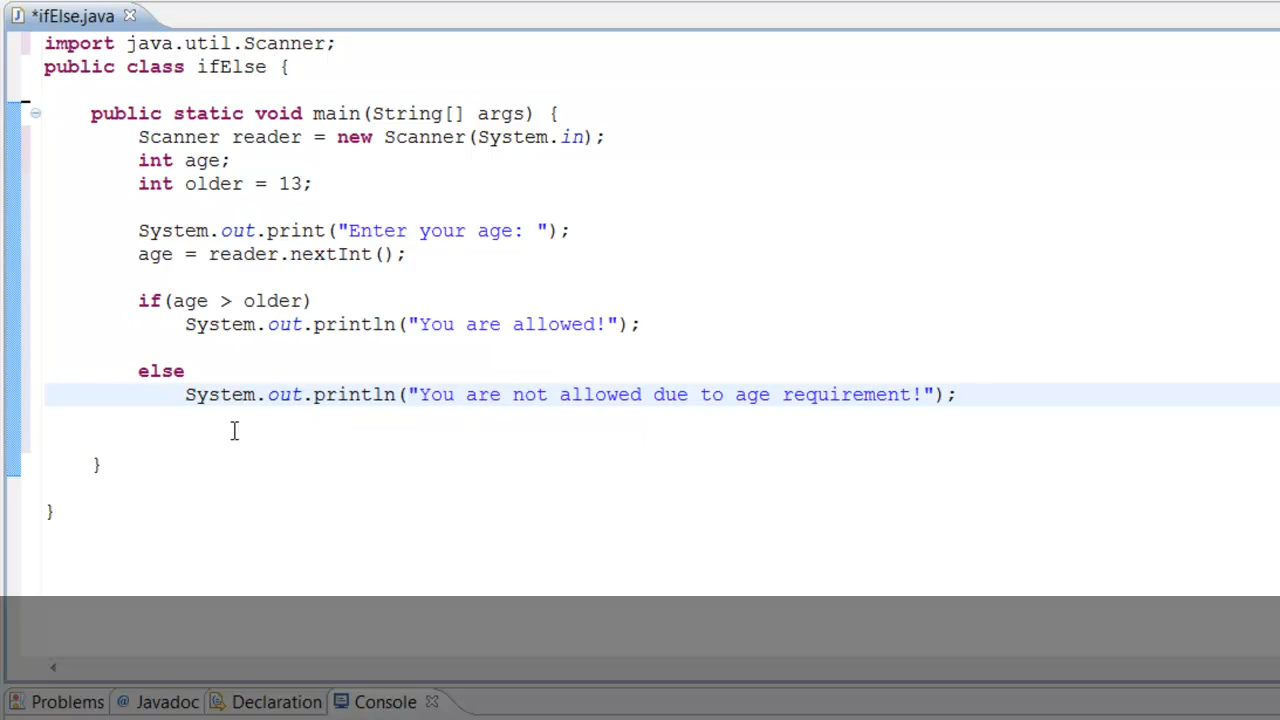 *ifElse.java
import java.util.Scanner;
public class ifElse {
public static void main(String[] args) {
Scanner reader = new Scanner(System.in);
int age;
int older = 13;
System.out.print("Enter your age: ");
age = reader.nextInt();
if(age > older)
System.out.println("You are allowed!");
else
System.out.println("You are not allowed due to age requirement!");
}
}
Problems @ Javadoc Declaration Console